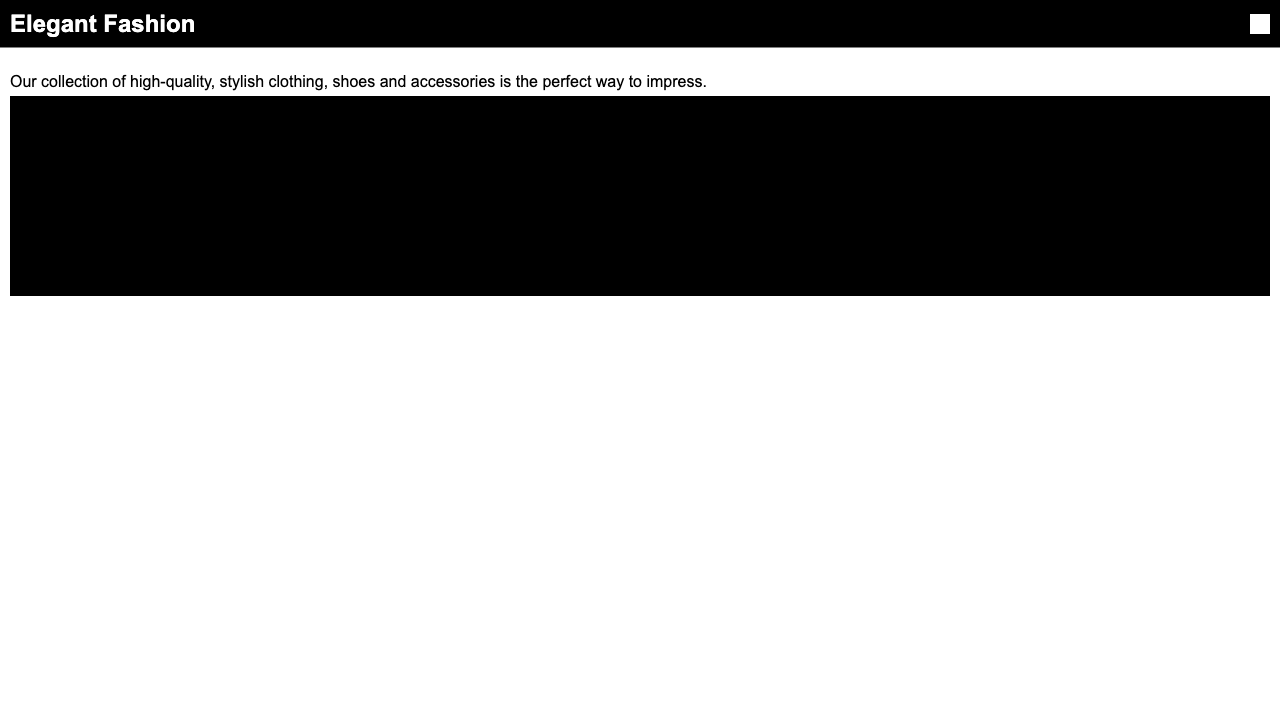 Elegant Fashion
Our collection of high-quality, stylish clothing, shoes and accessories is the perfect way to impress.